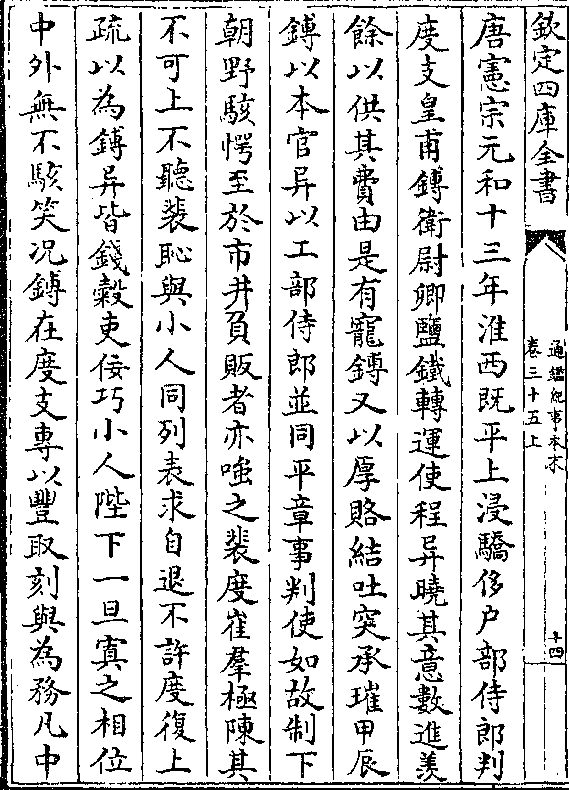 欽定四庫全書
通鑑紀事本末
卷三十五上
十四
唐憲宗元和十三年淮西既平上浸驕侈户部侍郎判
度支皇甫鎛衛尉卿鹽鐵轉運使程异曉其意數進羡
餘以供其費由是有寵鎛又以厚賂結吐突承璀甲辰
鎛以本官异以工部侍郎並同平章事判使如故制下
朝野駭愕至於市井負販者亦嗤之裴度崔羣極陳其
不可上不聽裴恥與小人同列表求自退不許度復上
疏以為鎛异皆錢榖吏佞巧小人陛下一旦寘之相位
中外無不駭笑况鎛在度支專以豐取刻與為務凡中